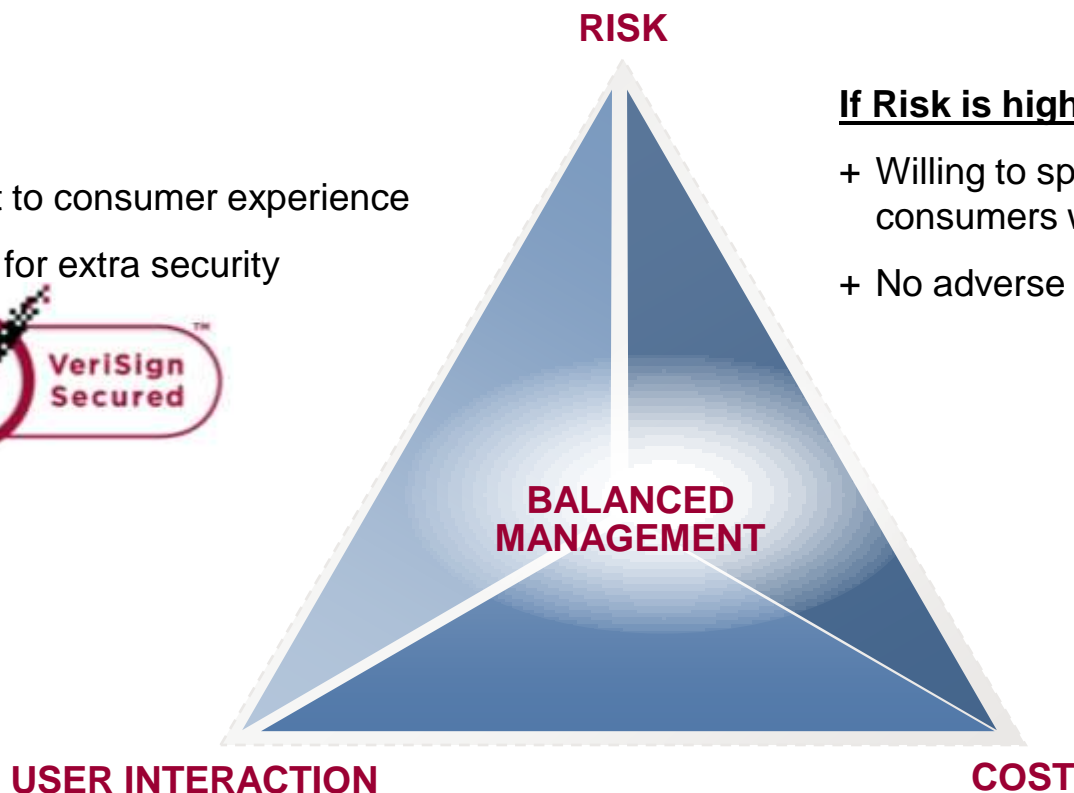 RISK
If Risk is high
to consumer experience
+ Willing to
consumers
for extra security
+ No adverse
VeriSign
Secured
™
BALANCED
MANAGEMENT
USER INTERACTION
COST